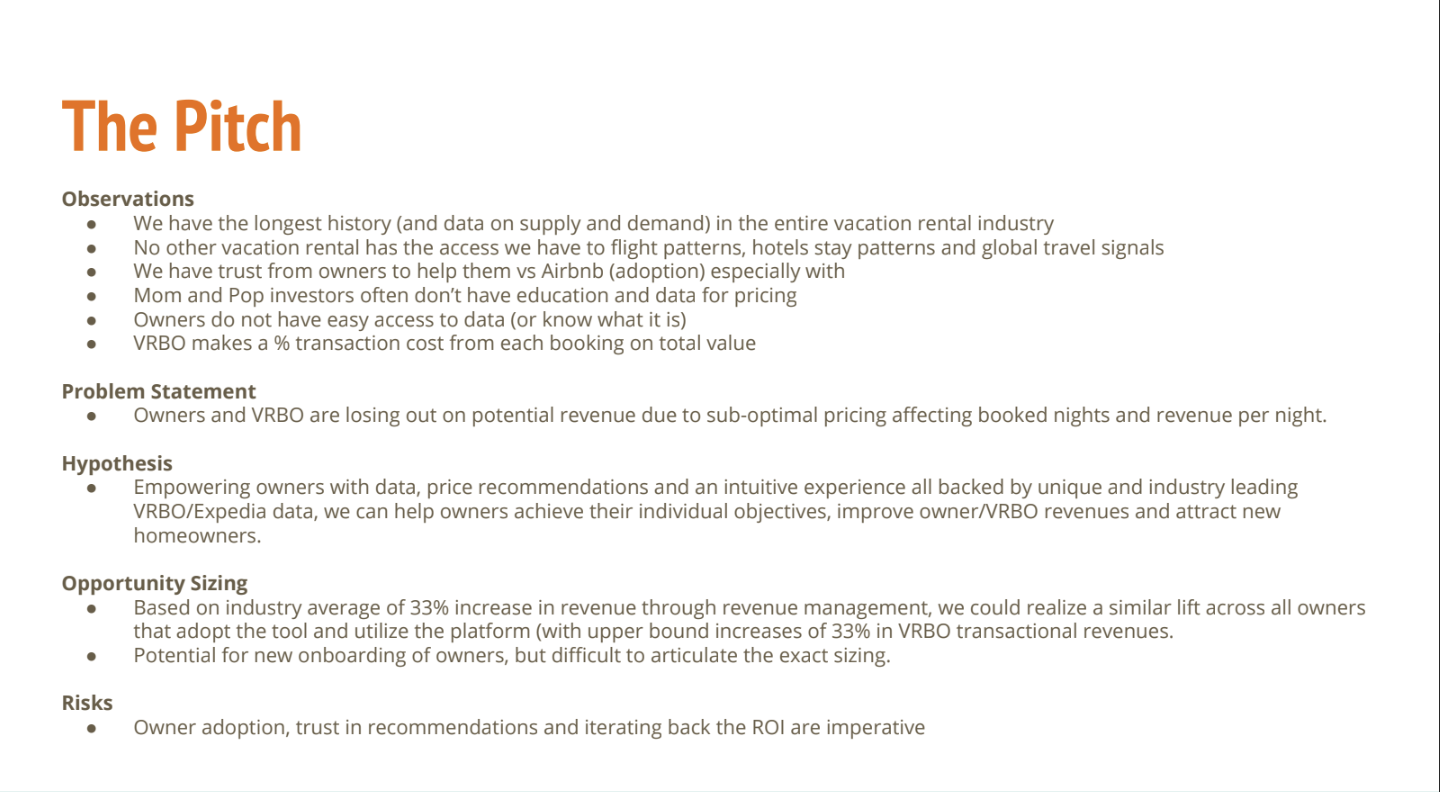 The Pitch
Observations
● We have the longest history (and data on supply and demand) in the entire vacation rental industry
● No other vacation rental has the access we have to flight patterns, hotels stay patterns and global travel signals
● We have trust from owners to help them vs Airbnb (adoption) especially with
● Mom and Pop investors often don’t have education and data for pricing
● Owners do not have easy access to data (or know what it is)
● VRBO makes a % transaction cost from each booking on total value
Problem Statement
● Owners and VRBO are losing out on potential revenue due to sub-optimal pricing affecting booked nights and revenue per night.
Hypothesis
● Empowering owners with data, price recommendations and an intuitive experience all backed by unique and industry leading
VRBO/Expedia data, we can help owners achieve their individual objectives, improve owner/VRBO revenues and attract new
homeowners.
Opportunity Sizing
● Based on industry average of 33% increase in revenue through revenue management, we could realize a similar lift across all owners
that adopt the tool and utilize the platform (with upper bound increases of 33% in VRBO transactional revenues.
● Potential for new onboarding of owners, but difficult to articulate the exact sizing.
Risks
● Owner adoption, trust in recommendations and iterating back the ROI are imperative